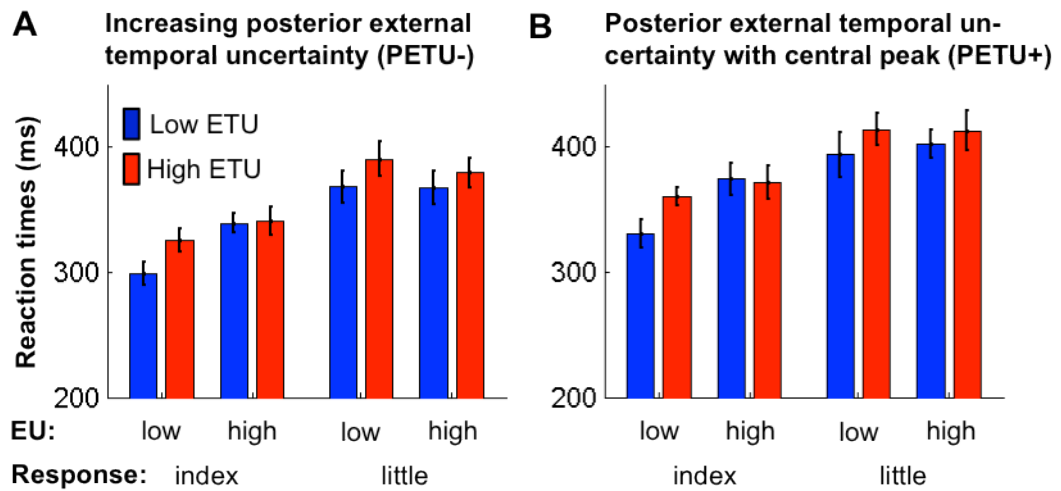 A Increasing posterior external
temporal uncertainty (PETU-)
B Posterior external temporal un-
certainty with central peak (PETU+)
Reaction times (ms)
400
300
200
Low ETU
High ETU
400
300
200
EU: low high low high low high low high
Response: index little index little